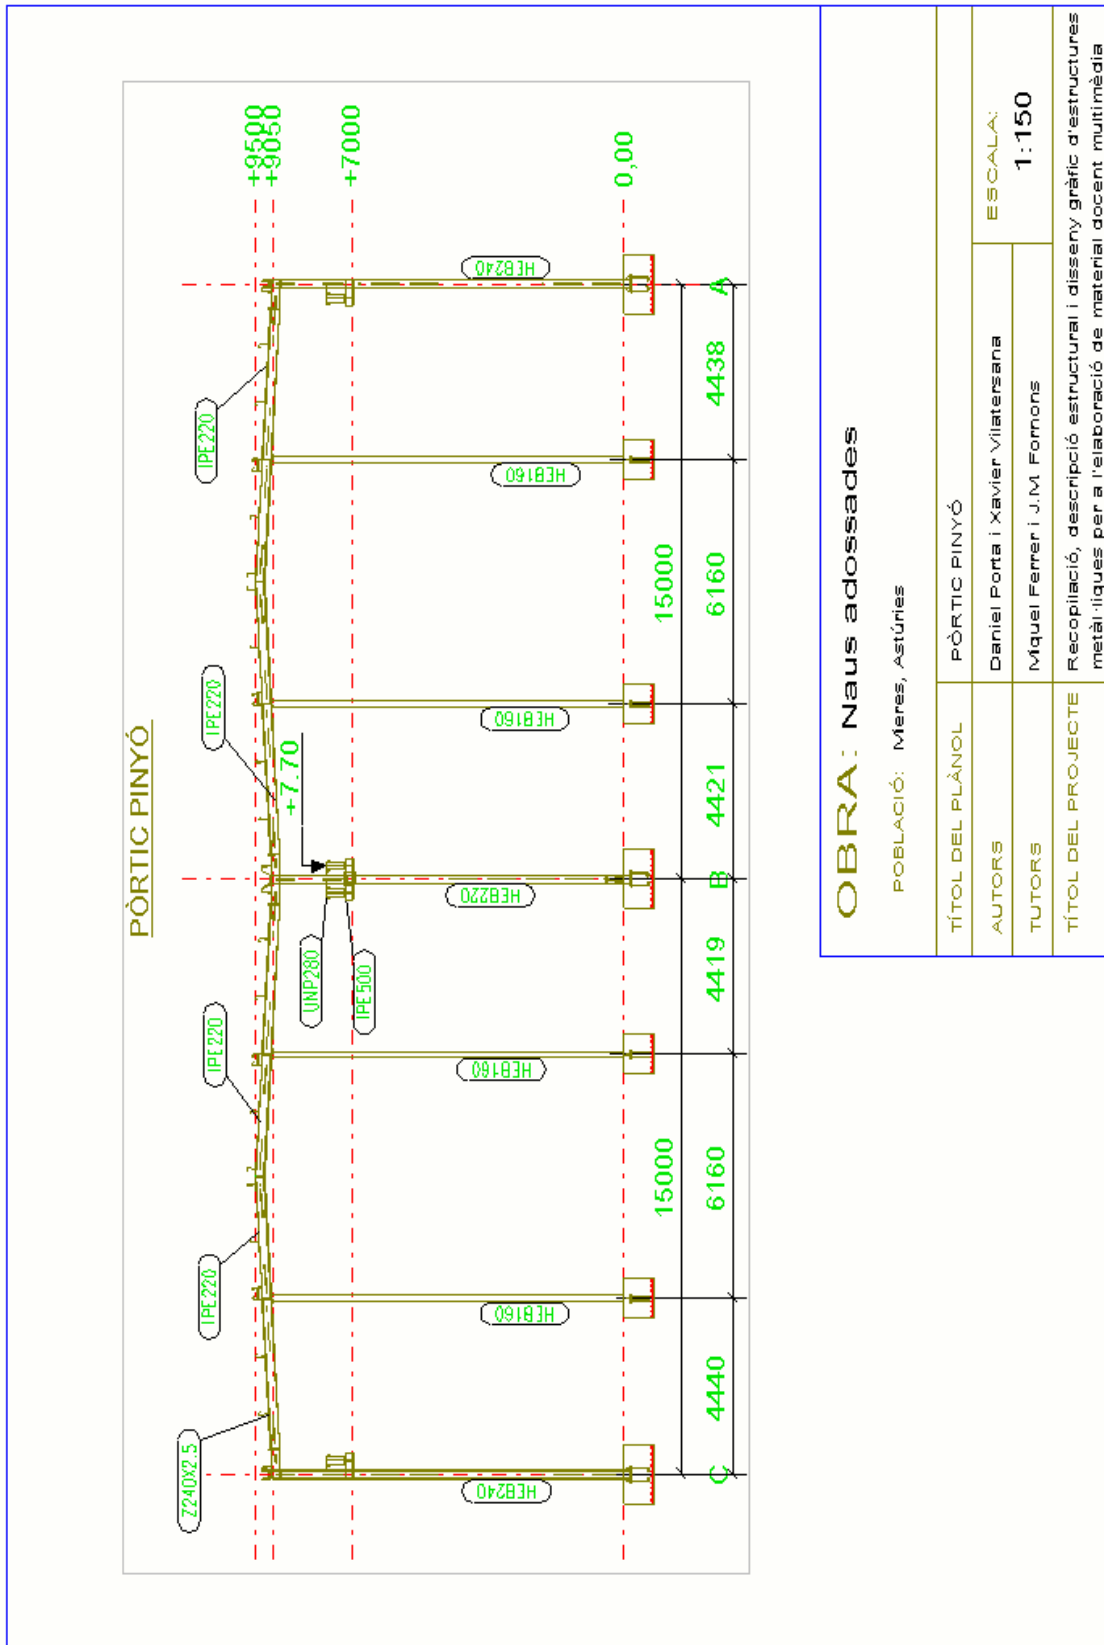 PÒRTIC PINYÓ
Z240X2.5
IPE220
IPE220
IPE220
IPE220
+7.70
UNP280
IPE500
+9500
+9050
+7000
0,00
HEB240
HEB160
HEB160
HEB220
HEB160
HEB160
HEB240
15000
15000
4440
6160
4419
4421
6160
4438
C
B
A
OBRA: Naus adossades
POBLACIÓ: Mieres, Astúries
TÍTOL DEL PLÀNOL PÒRTIC PINYÓ
AUTORS Daniel Porta i Xavier Vilatersana
ESCALA:
1:150
TUTORS Miquel Ferrer i J.M. Fornons
TÍTOL DEL PROJECTE Recopilació, descripció estructural i disseny gràfic d'estructures
metàl·liques per a l'elaboració de material docent multimèdia